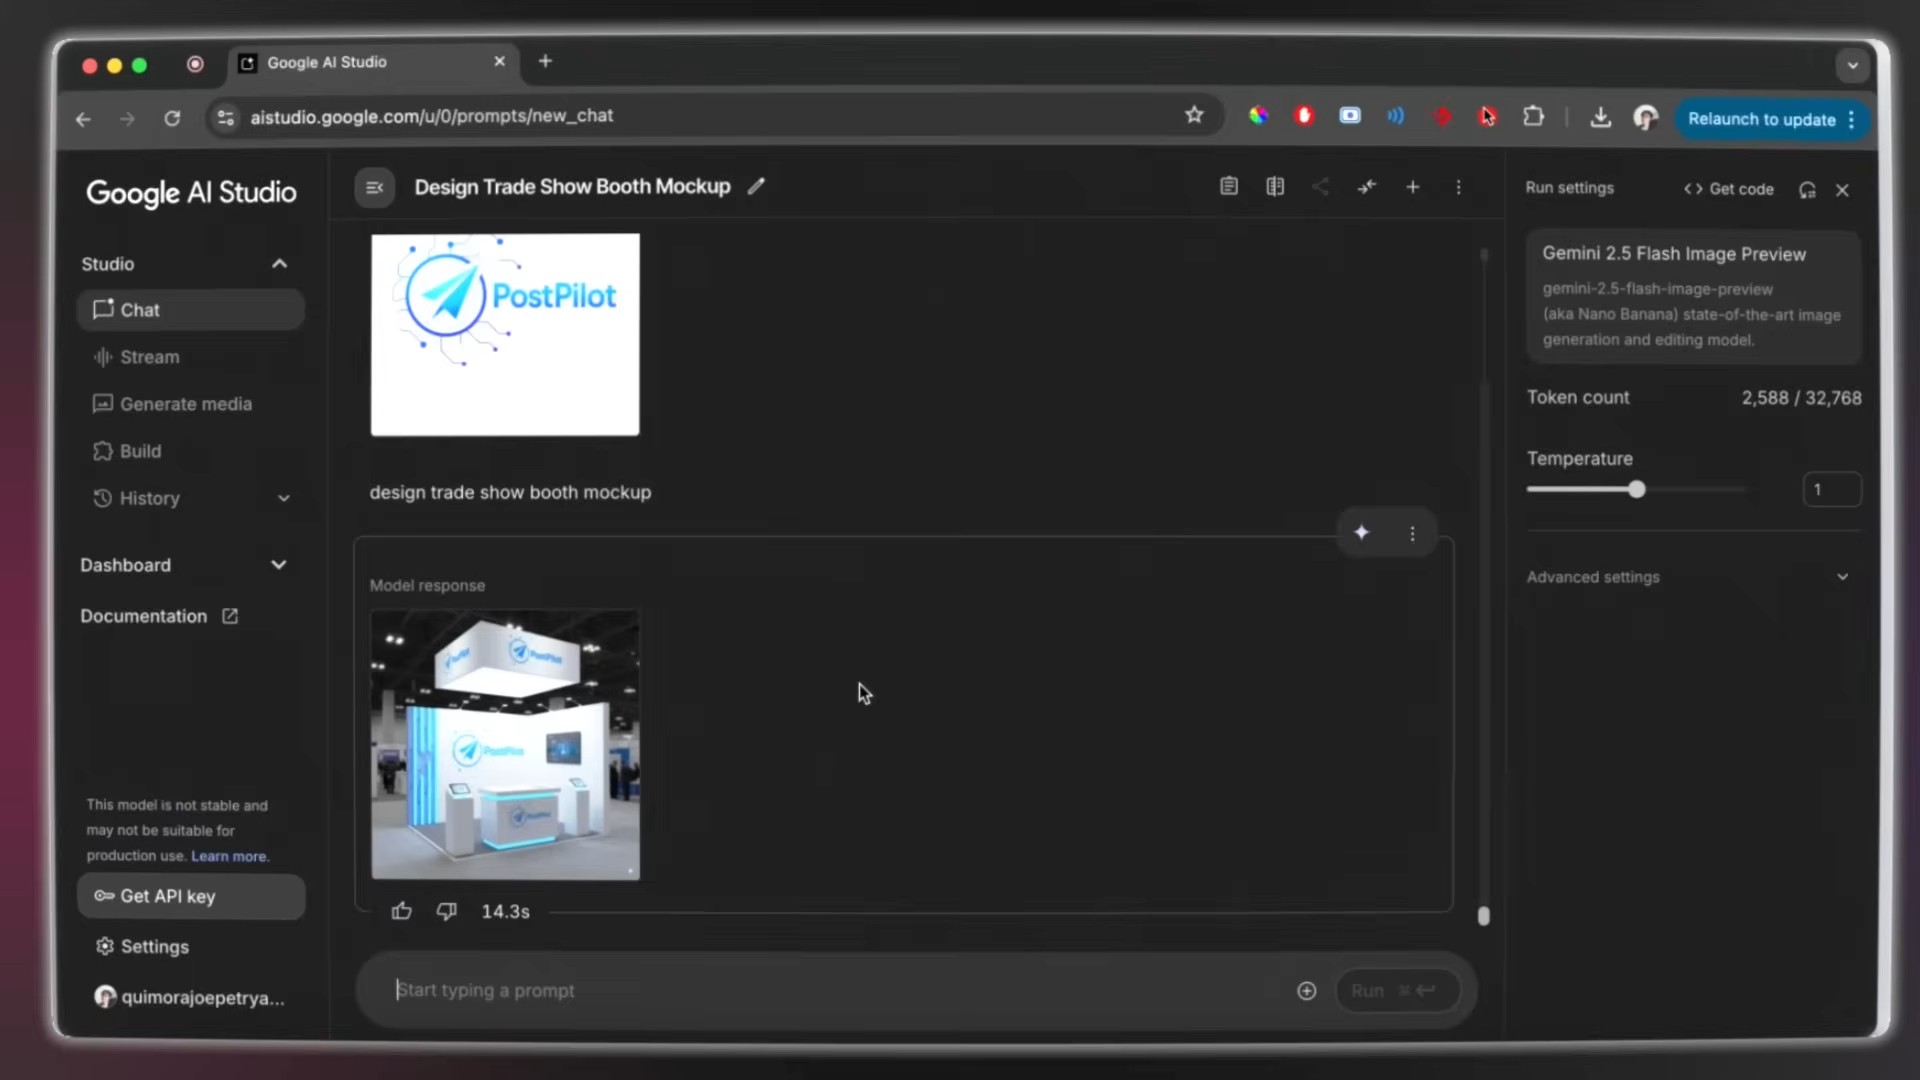 Google AI Studio
aistudio.google.com/u/0/prompts/new_chat
Relaunch to update
Google AI Studio
Studio
Chat
Stream
Generate media
Build
History
Dashboard
Documentation
This model is not stable and
may not be suitable for
production use. Learn more.
Get API key
Settings
quimorajoepetrya...
Design Trade Show Booth Mockup
PostPilot
design trade show booth mockup
Model response
PostPilot
PostPilot
PostPilot
PostPilot
14.3s
Start typing a prompt
Run
Run settings
Get code
Gemini 2.5 Flash Image Preview
gemini-2.5-flash-image-preview
(aka Nano Banana) state-of-the-art image
generation and editing model.
Token count
2,588 / 32,768
Temperature
1
Advanced settings